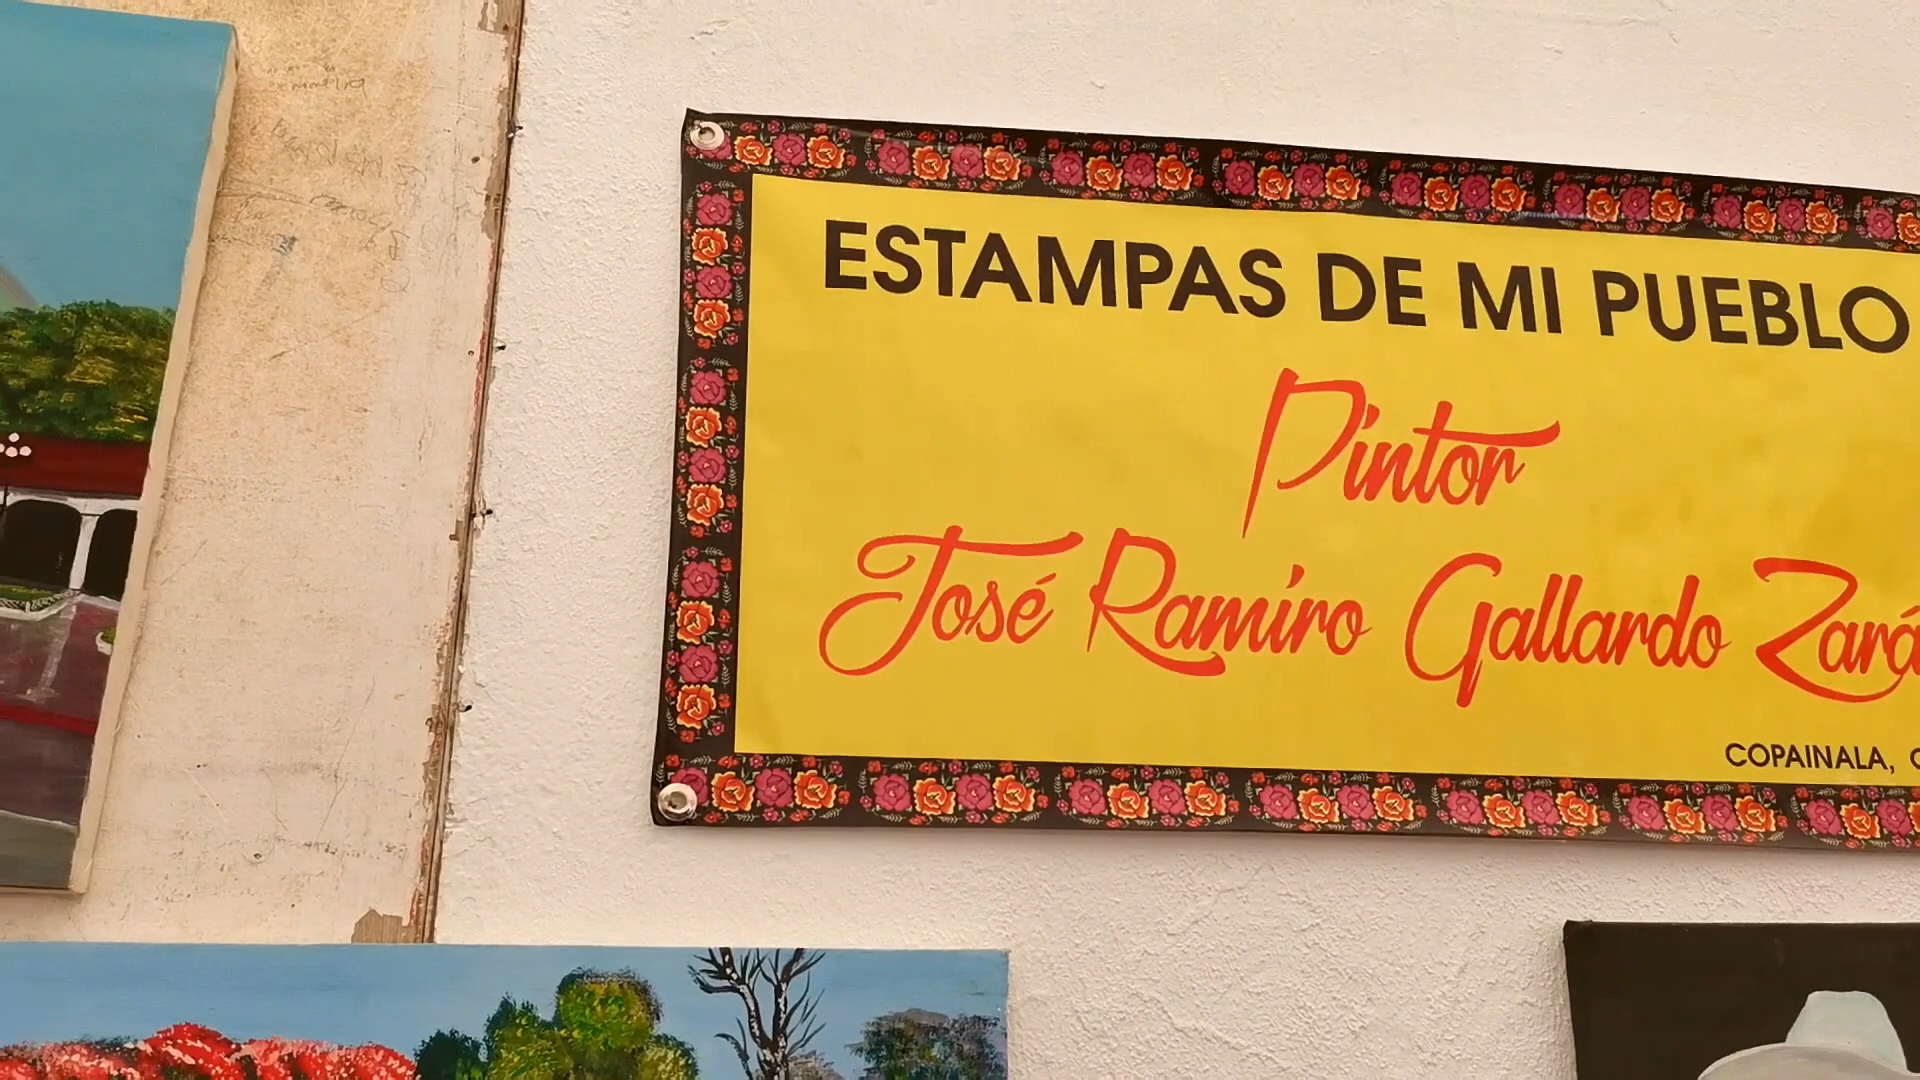 ESTAMPAS DE MI PUEBLO
Pintor
José Ramiro Gallardo
COPAINALA,